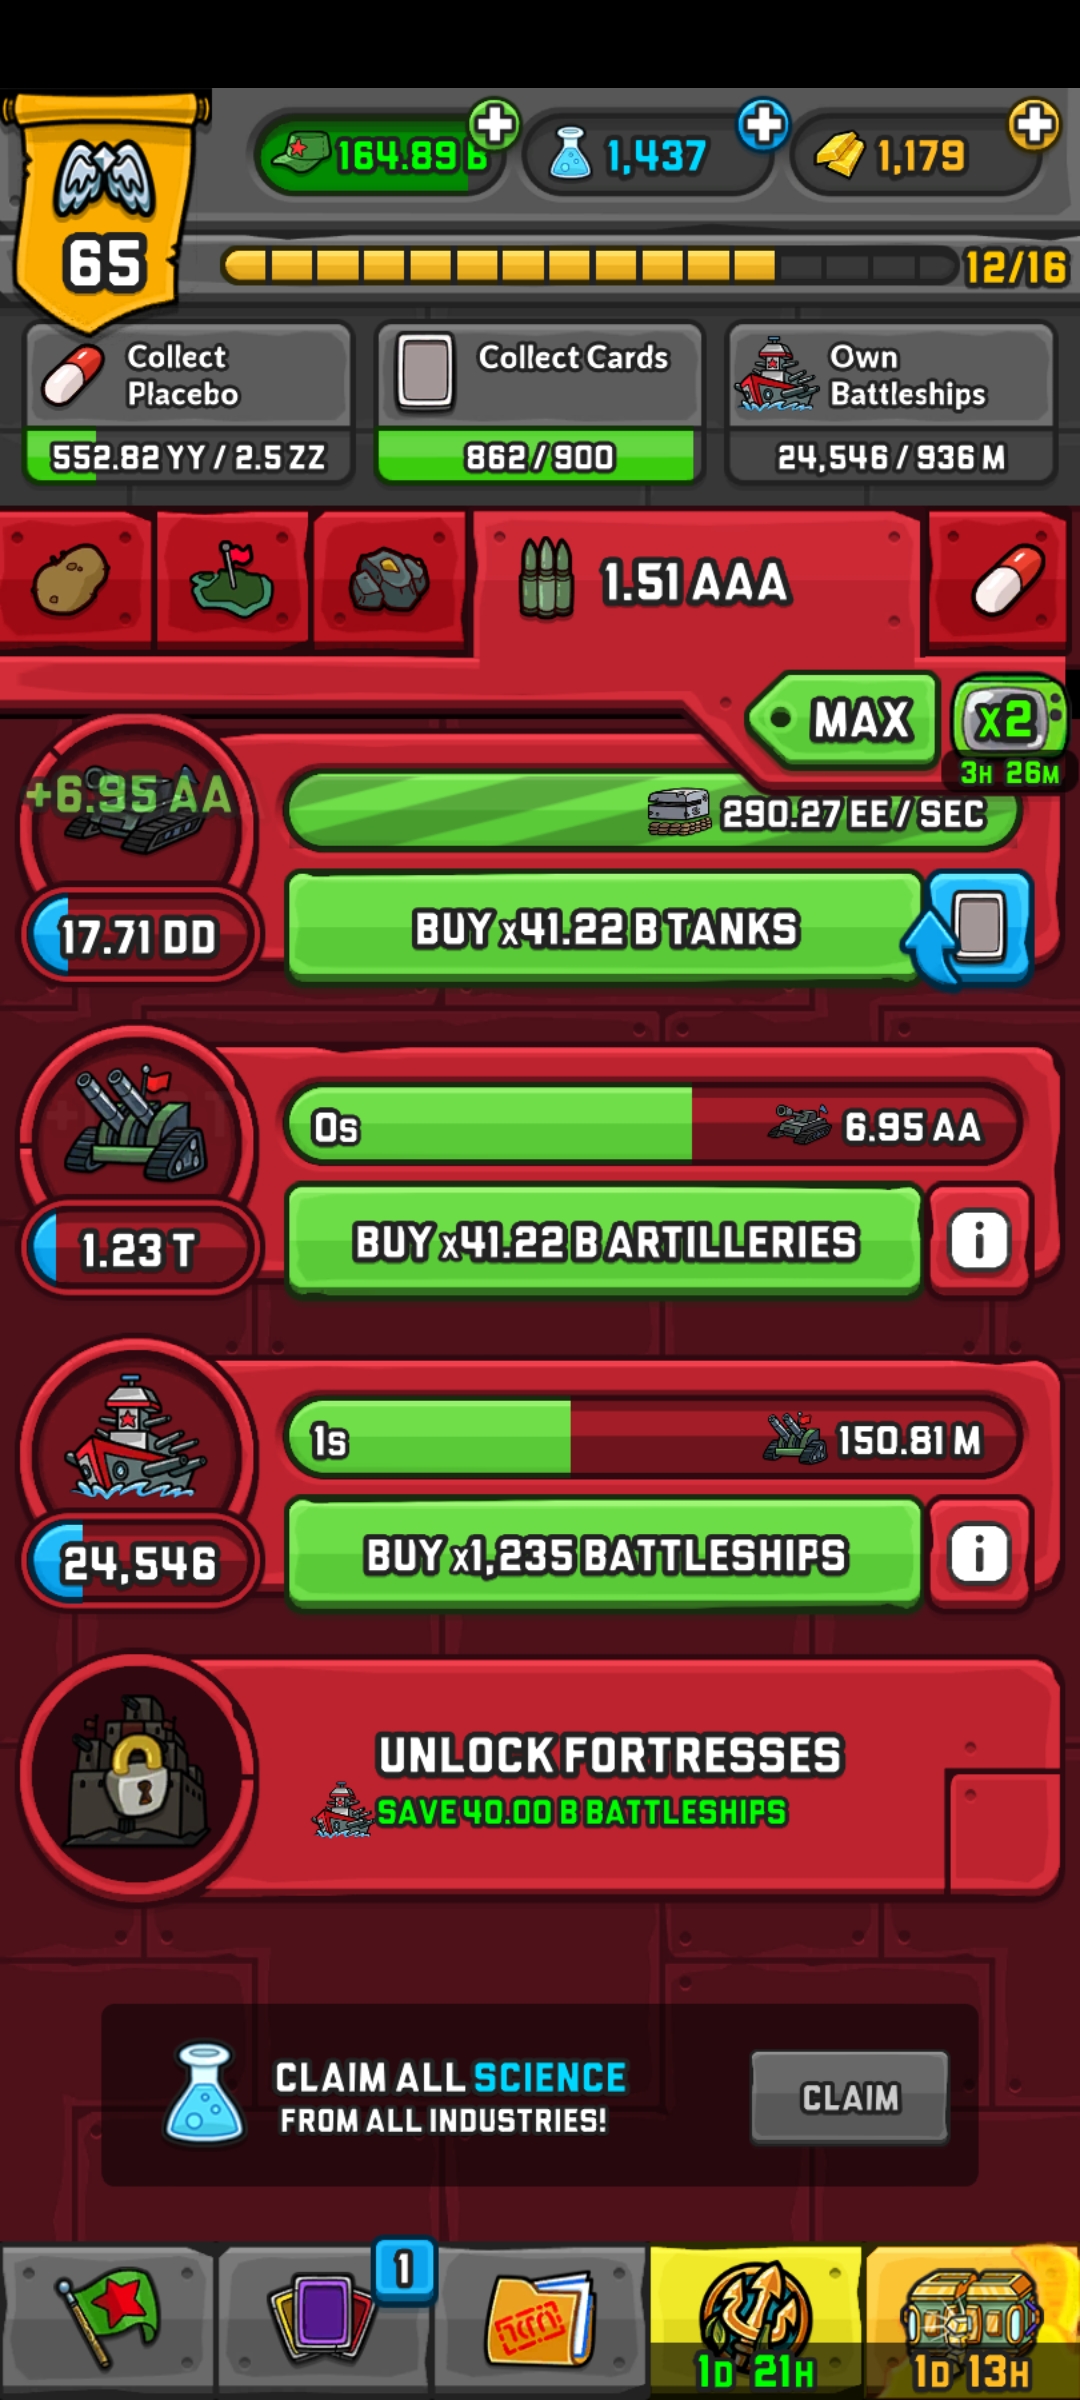 164.89 B
1,437
1,179
65
12/16
Collect
Placebo
552.82 YY / 2.5 ZZ
Collect Cards
862/900
Own
Battleships
24,546 / 936 M
1.51 AAA
MAX
x2
3H 26M
+6.95 AA
290.27 EE / SEC
17.71 DD
BUY x41.22 B TANKS
0s
6.95 AA
1.23 T
BUY x41.22 B ARTILLERIES
i
1s
150.81 M
24,546
BUY x1,235 BATTLESHIPS
i
UNLOCK FORTRESSES
SAVE 40.00 B BATTLESHIPS
CLAIM ALL SCIENCE
FROM ALL INDUSTRIES!
CLAIM
1
1D 21H
1D 13H